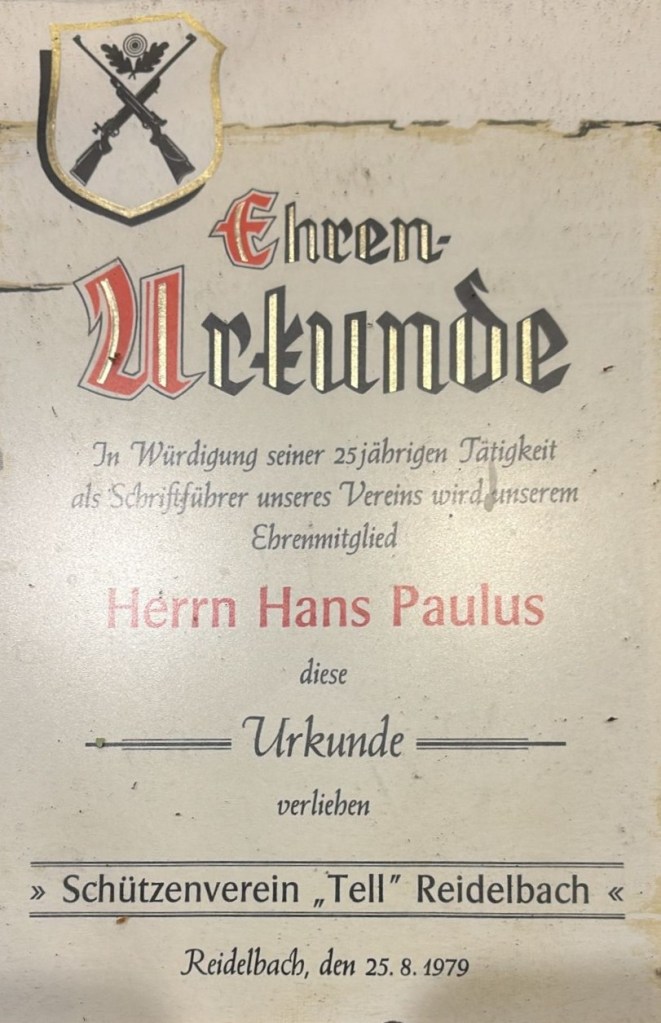 Ehren-
Urkunde
In Würdigung seiner 25jährigen Tätigkeit
als Schriftführer unseres Vereins wird unserem
Ehrenmitglied
Herrn Hans Paulus
diese
Urkunde
verliehen
» Schützenverein „Tell” Reidelbach «
Reidelbach, den 25. 8. 1979